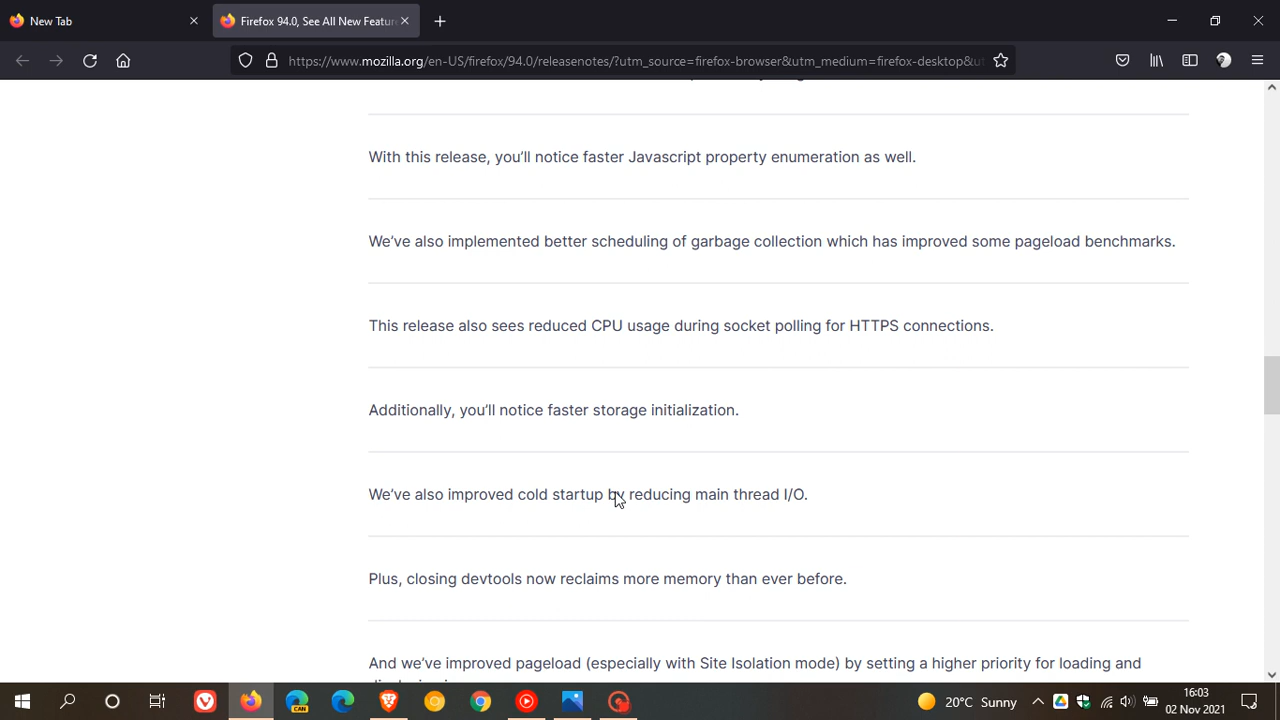 New Tab
Firefox 94.0, See All New Featur
https://www.mozilla.org/en-US/firefox/94.0/releasenotes/?utm_source=firefox-browser&utm_medium=firefox-desktop&ut
With this release, you’ll notice faster Javascript property enumeration as well.
We’ve also implemented better scheduling of garbage collection which has improved some pageload benchmarks.
This release also sees reduced CPU usage during socket polling for HTTPS connections.
Additionally, you’ll notice faster storage initialization.
We’ve also improved cold startup by reducing main thread I/O.
Plus, closing devtools now reclaims more memory than ever before.
And we’ve improved pageload (especially with Site Isolation mode) by setting a higher priority for loading and
CAN
20°C Sunny
16:03
02 Nov 2021